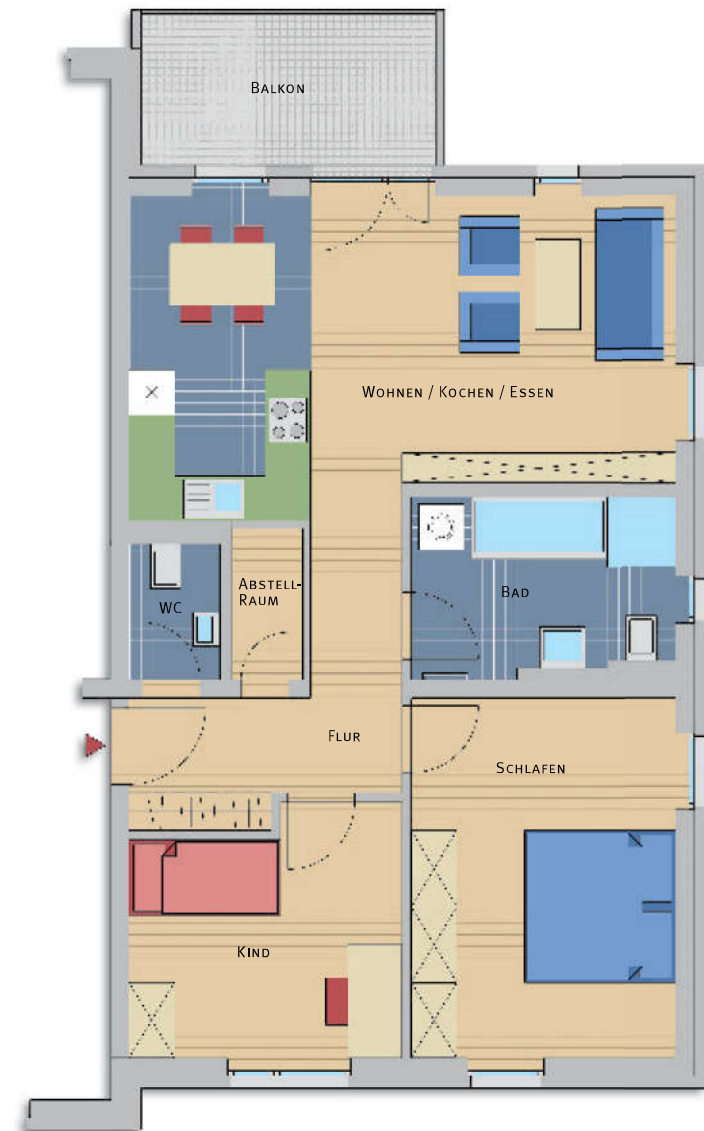 BALKON
WOHNEN / KOCHEN / ESSEN
ABSTELL-
RAUM
WC
BAD
FLUR
SCHLAFEN
KIND